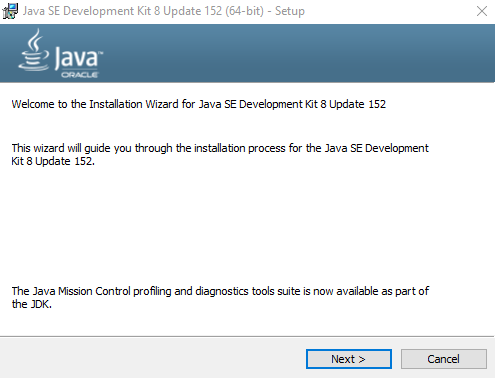 Java SE Development Kit 8 Update 152 (64-bit) - Setup
Java
ORACLE
Welcome to the Installation Wizard for Java SE Development Kit 8 Update 152
This wizard will guide you through the installation process for the Java SE Development
Kit 8 Update 152.
The Java Mission Control profiling and diagnostics tools suite is now available as part of
the JDK.
Next >
Cancel